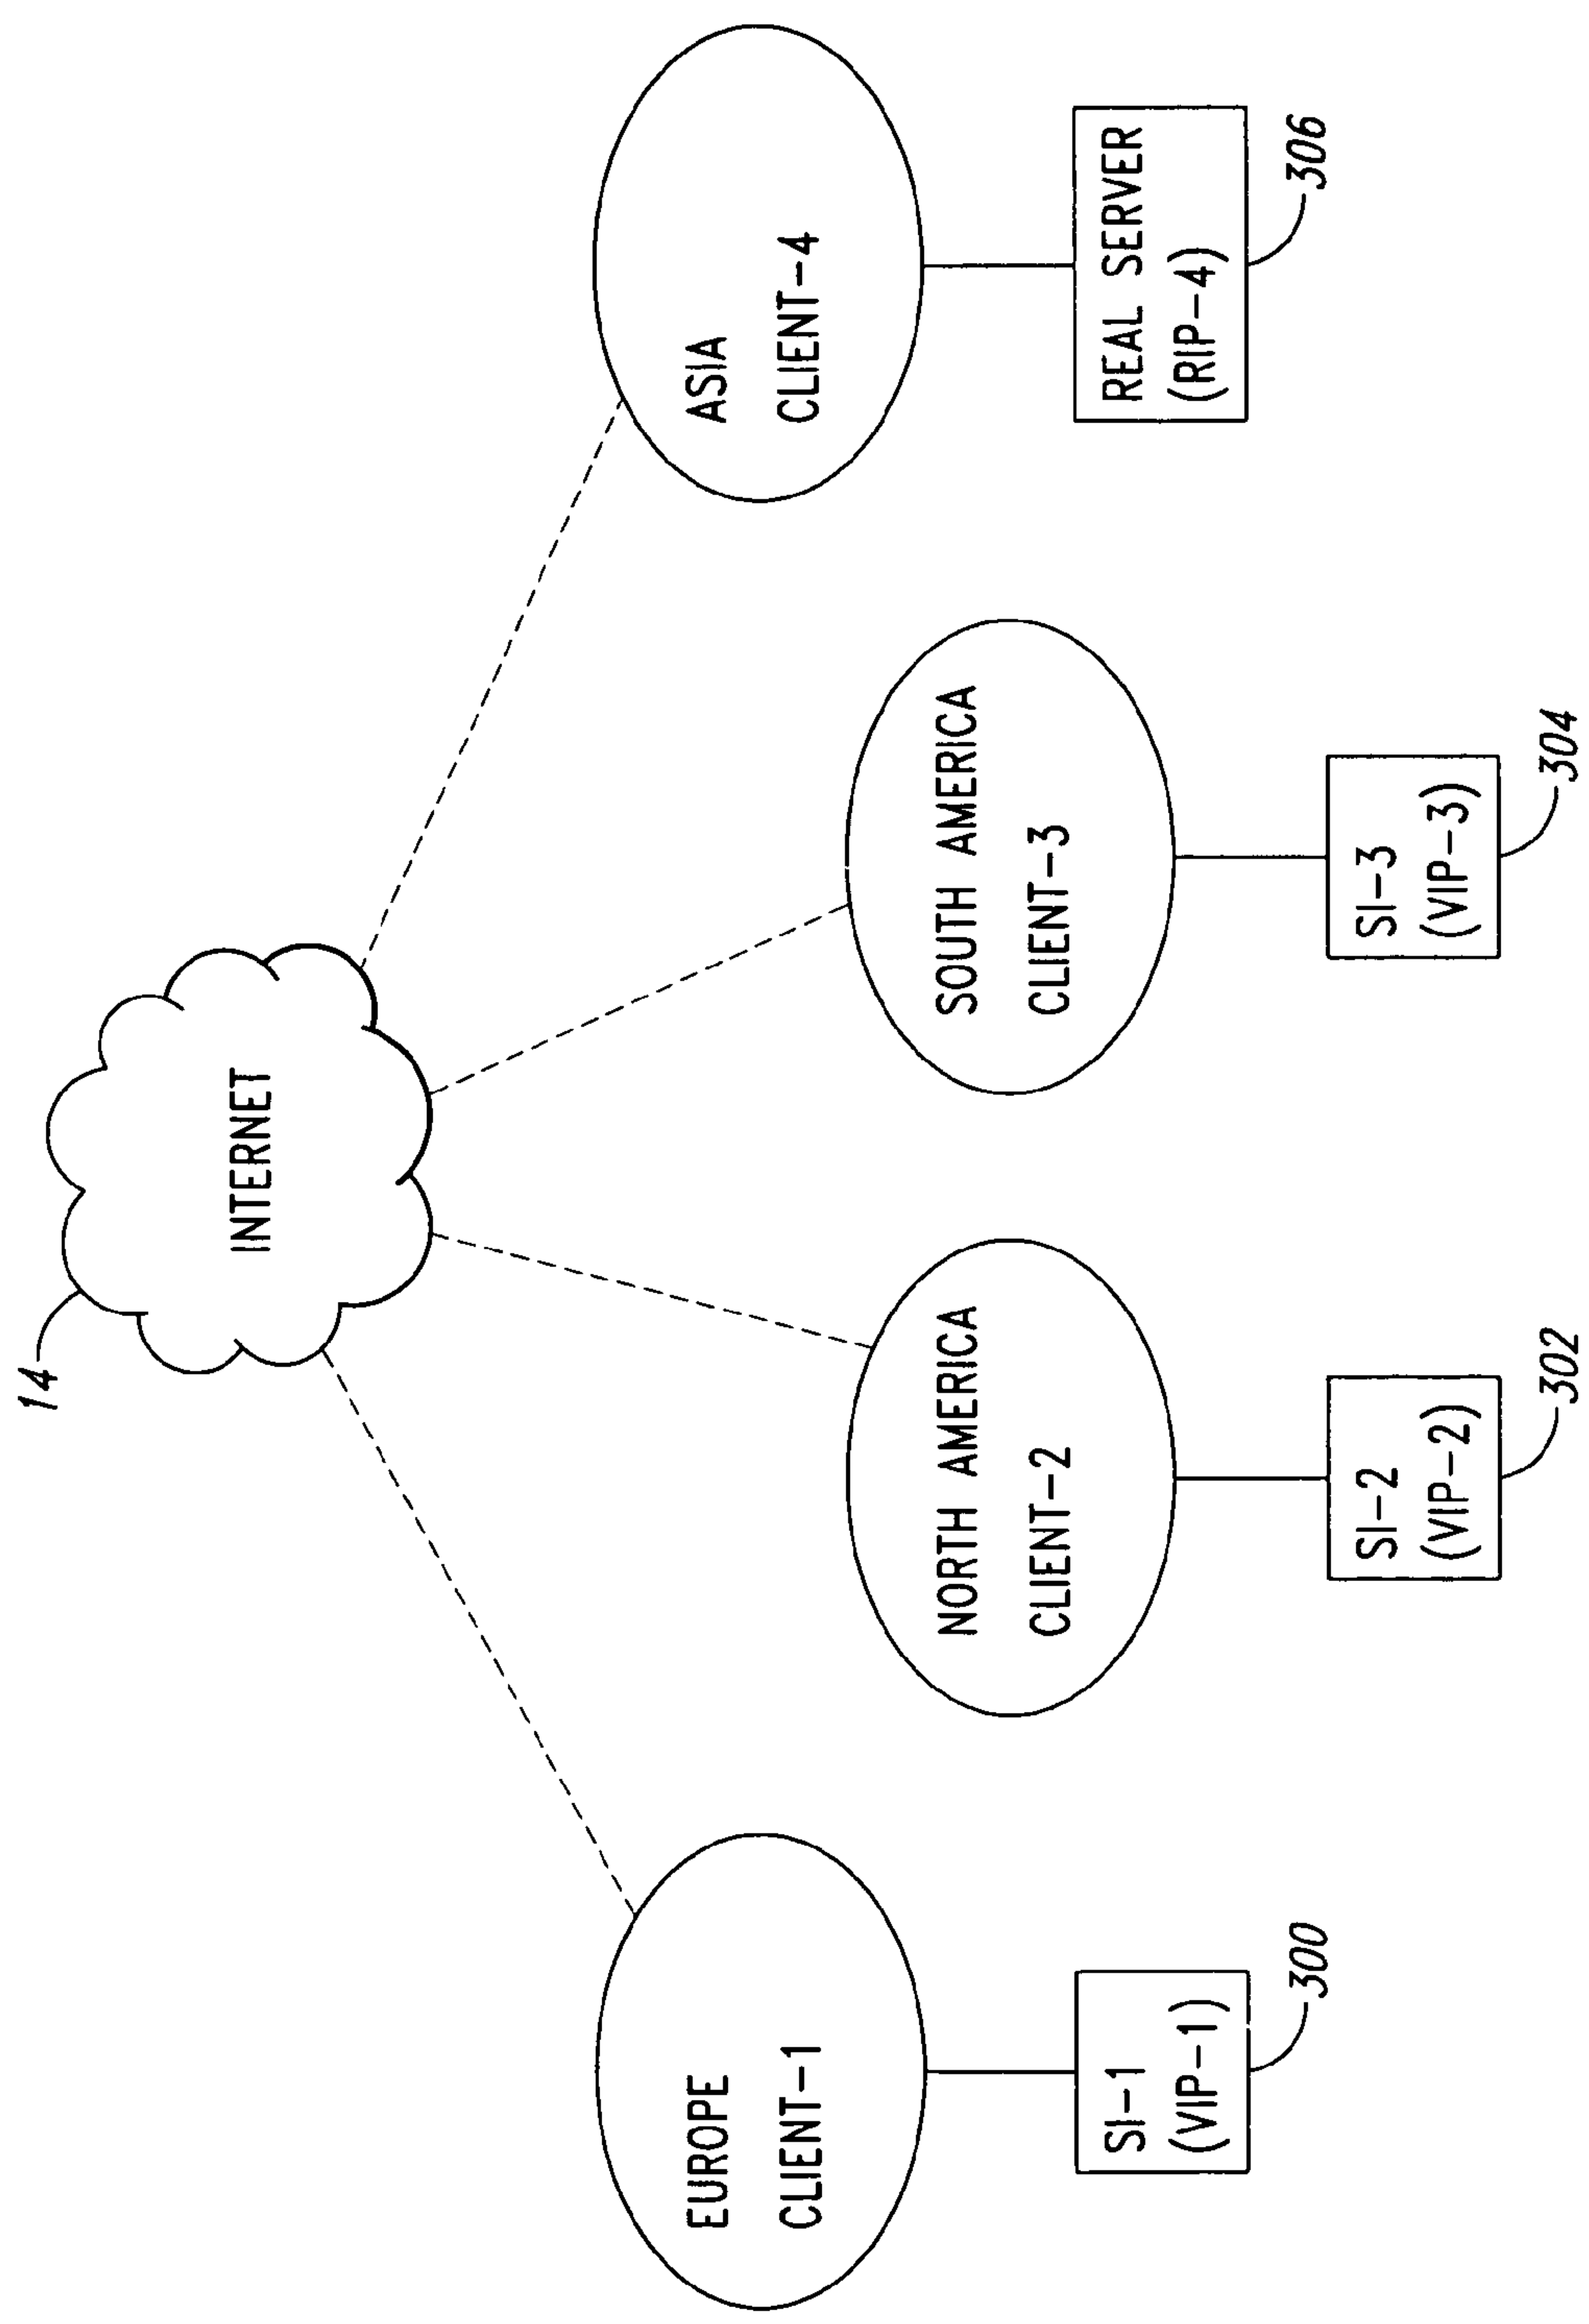 14
INTERNET
EUROPE
CLIENT-1
NORTH AMERICA
CLIENT-2
SOUTH AMERICA
CLIENT-3
ASIA
CLIENT-4
SI-1
(VIP-1)
300
SI-2
(VIP-2)
302
SI-3
(VIP-3)
304
REAL SERVER
(RIP-4)
306